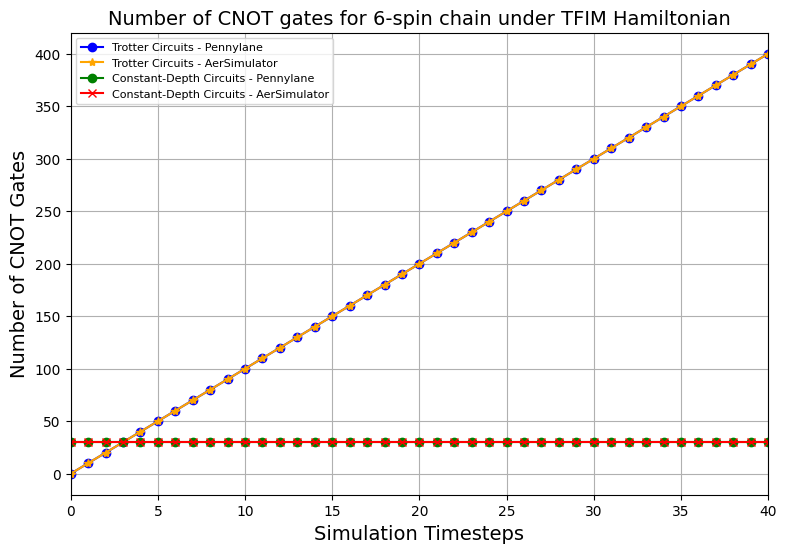 Number of CNOT gates for 6-spin chain under TFIM Hamiltonian
Trotter Circuits - Pennylane
Trotter Circuits - AerSimulator
Constant-Depth Circuits - Pennylane
Constant-Depth Circuits - AerSimulator
Number of CNOT Gates
400
350
300
250
200
150
100
50
0
0 5 10 15 20 25 30 35 40
Simulation Timesteps